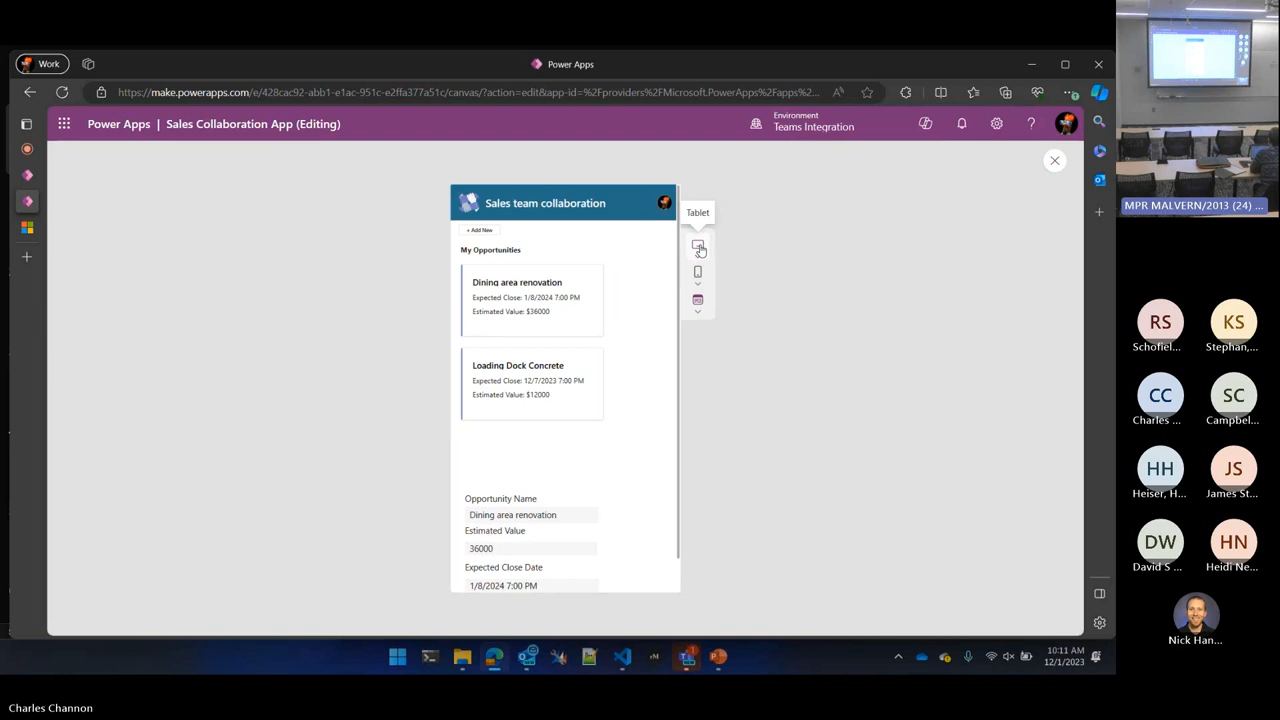 Work
Power Apps
https://make.powerapps.com/e/428cac92-abb1-e1ac-951c-e2ffa377a51c/canvas/?action=edit&app-id=%2Fproviders%2FMicrosoft.PowerApps%2Fapps%2...
Power Apps | Sales Collaboration App (Editing)
Environment
Teams Integration
Sales team collaboration
Tablet
+ Add New
My Opportunities
Dining area renovation
Expected Close: 1/8/2024 7:00 PM
Estimated Value: $36000
Loading Dock Concrete
Expected Close: 12/7/2023 7:00 PM
Estimated Value: $12000
Opportunity Name
Dining area renovation
Estimated Value
36000
Expected Close Date
1/8/2024 7:00 PM
MPR MALVERN/2013 (24) ...
RS
KS
Schofiel...
Stephan,...
CC
SC
Charles ...
Campbel...
HH
JS
Heiser, H...
James St...
DW
HN
David S ...
Heidi Ne...
Nick Han...
10:11 AM
12/1/2023
Charles Channon